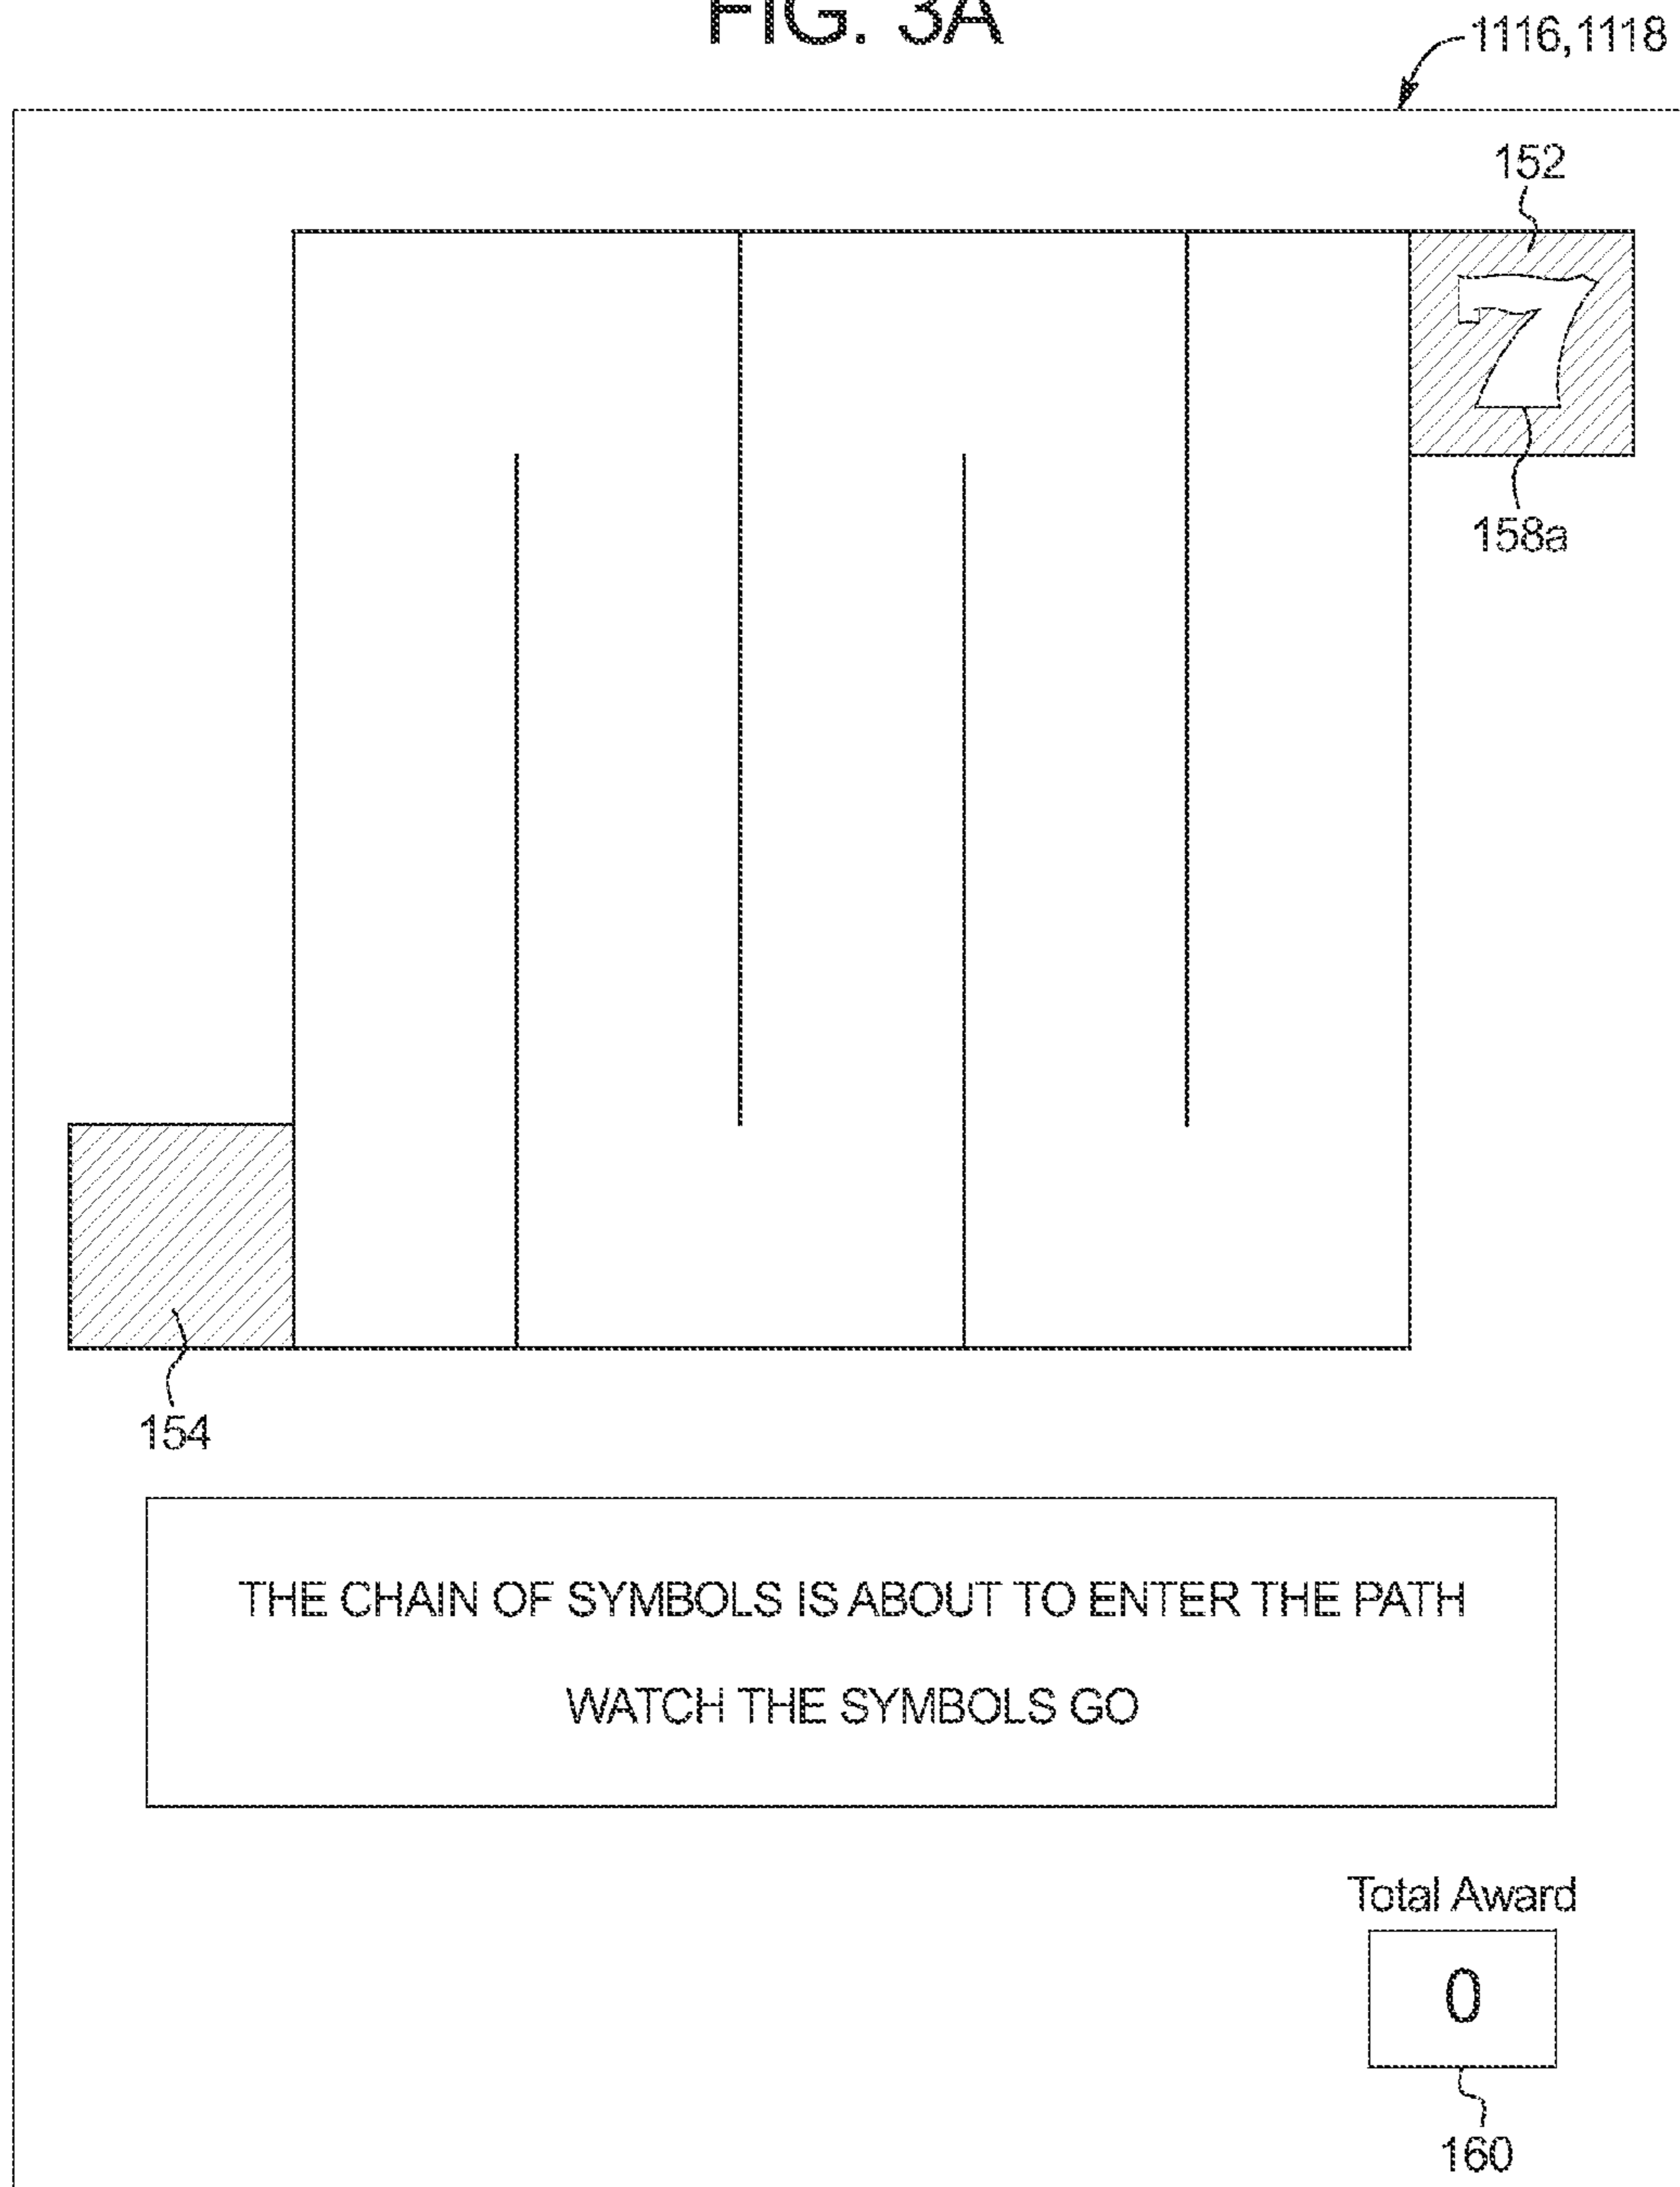 FIG. 3A
1116,1118
152
7
158a
154
THE CHAIN OF SYMBOLS IS ABOUT TO ENTER THE PATH
WATCH THE SYMBOLS GO
Total Award
0
160